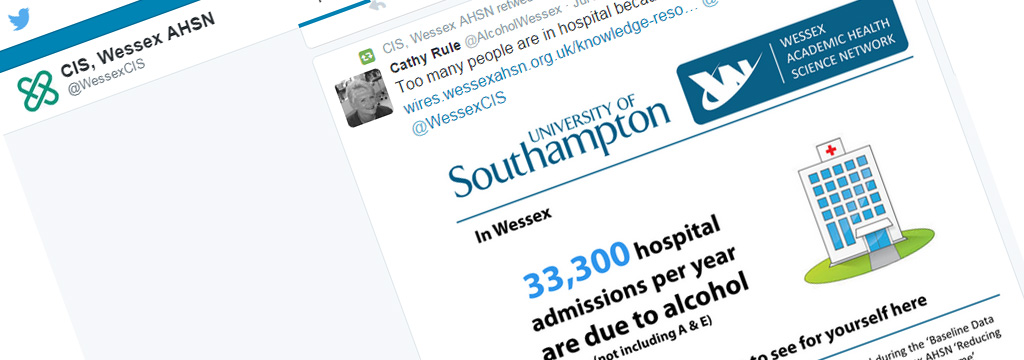 CIS, Wessex AHSN
@WessexCIS
CIS, Wessex AHSN retwee
Cathy Rule @AlcoholWessex · Ju
Too many people are in hospital beca
wires.wessexahsn.org.uk/knowledge-reso… @
@WessexCIS
UNIVERSITY OF
Southampton
WESSEX
ACADEMIC HEALTH
SCIENCE NETWORK
In Wessex
33,300 hospital
admissions per year
are due to alcohol
(not including A & E)
to see for yourself here
d during the 'Baseline Data
x AHSN 'Reducing